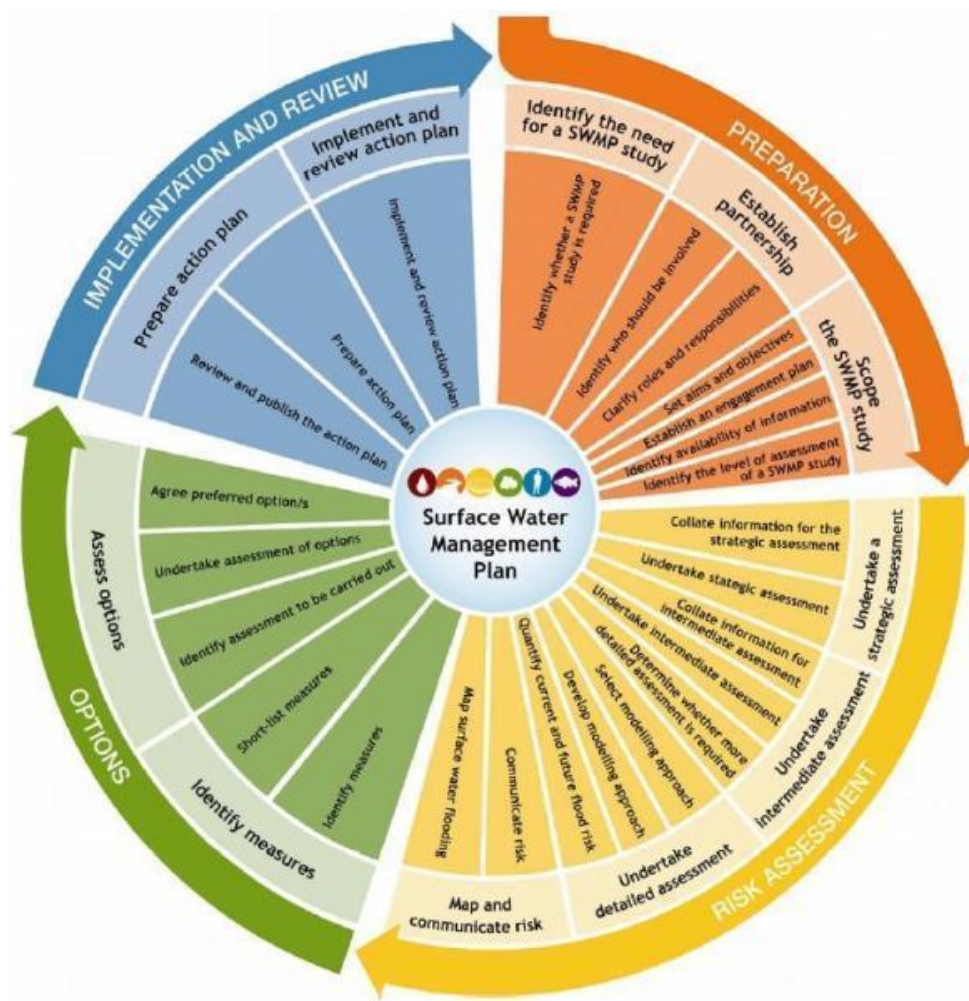 PREPARATION
Identify the need
for a SWMP study
Identify whether a SWMP
study is required
Establish
partnership
Identify who should be involved
Clarify roles and responsibilities
Scope
the SWMP study
Set aims and objectives
Establish an engagement plan
Identify availability of information
Identify the level of assessment
of a SWMP study
RISK ASSESSMENT
Undertake a
strategic assessment
Collate information for the
strategic assessment
Undertake stategic assessment
Undertake
intermediate assessment
Collate information for
intermediate assessment
Undertake intermediate assessment
Determine whether more
detailed assessment is required
Undertake
detailed assessment
Select modelling approach
Develop modelling approach
Quantify current and future flood risk
Map and
communicate risk
Communicate risk
Map surface water flooding
OPTIONS
Identify measures
Identify measures
Short-list measures
Assess options
Identify assessment to be carried out
Undertake assessment of options
Agree preferred option/s
IMPLEMENTATION AND REVIEW
Prepare action plan
Review and publish the action plan
Prepare action plan
Implement and
review action plan
Implement and review action plan
Surface Water
Management
Plan